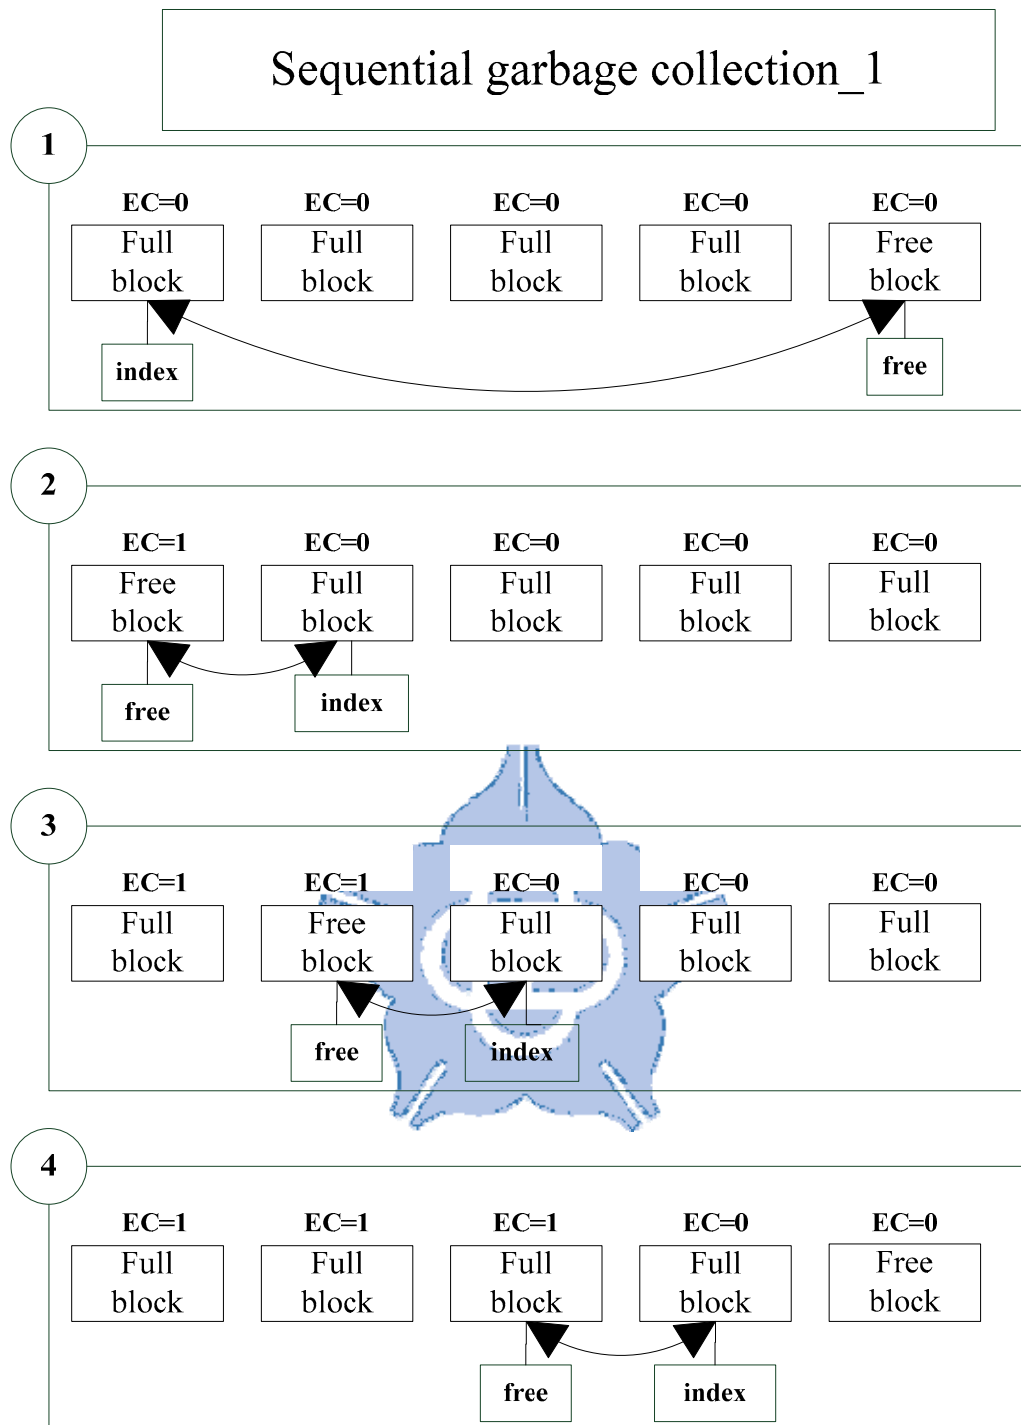 Sequential garbage collection_1
1
EC=0 EC=0 EC=0 EC=0 EC=0
Full Full Full Full Free
block block block block block
index free
2
EC=1 EC=0 EC=0 EC=0 EC=0
Free Full Full Full Full
block block block block block
free index
3
EC=1 EC=1 EC=0 EC=0 EC=0
Full Free Full Full Full
block block block block block
free index
4
EC=1 EC=1 EC=1 EC=0 EC=0
Full Full Full Full Free
block block block block block
free index